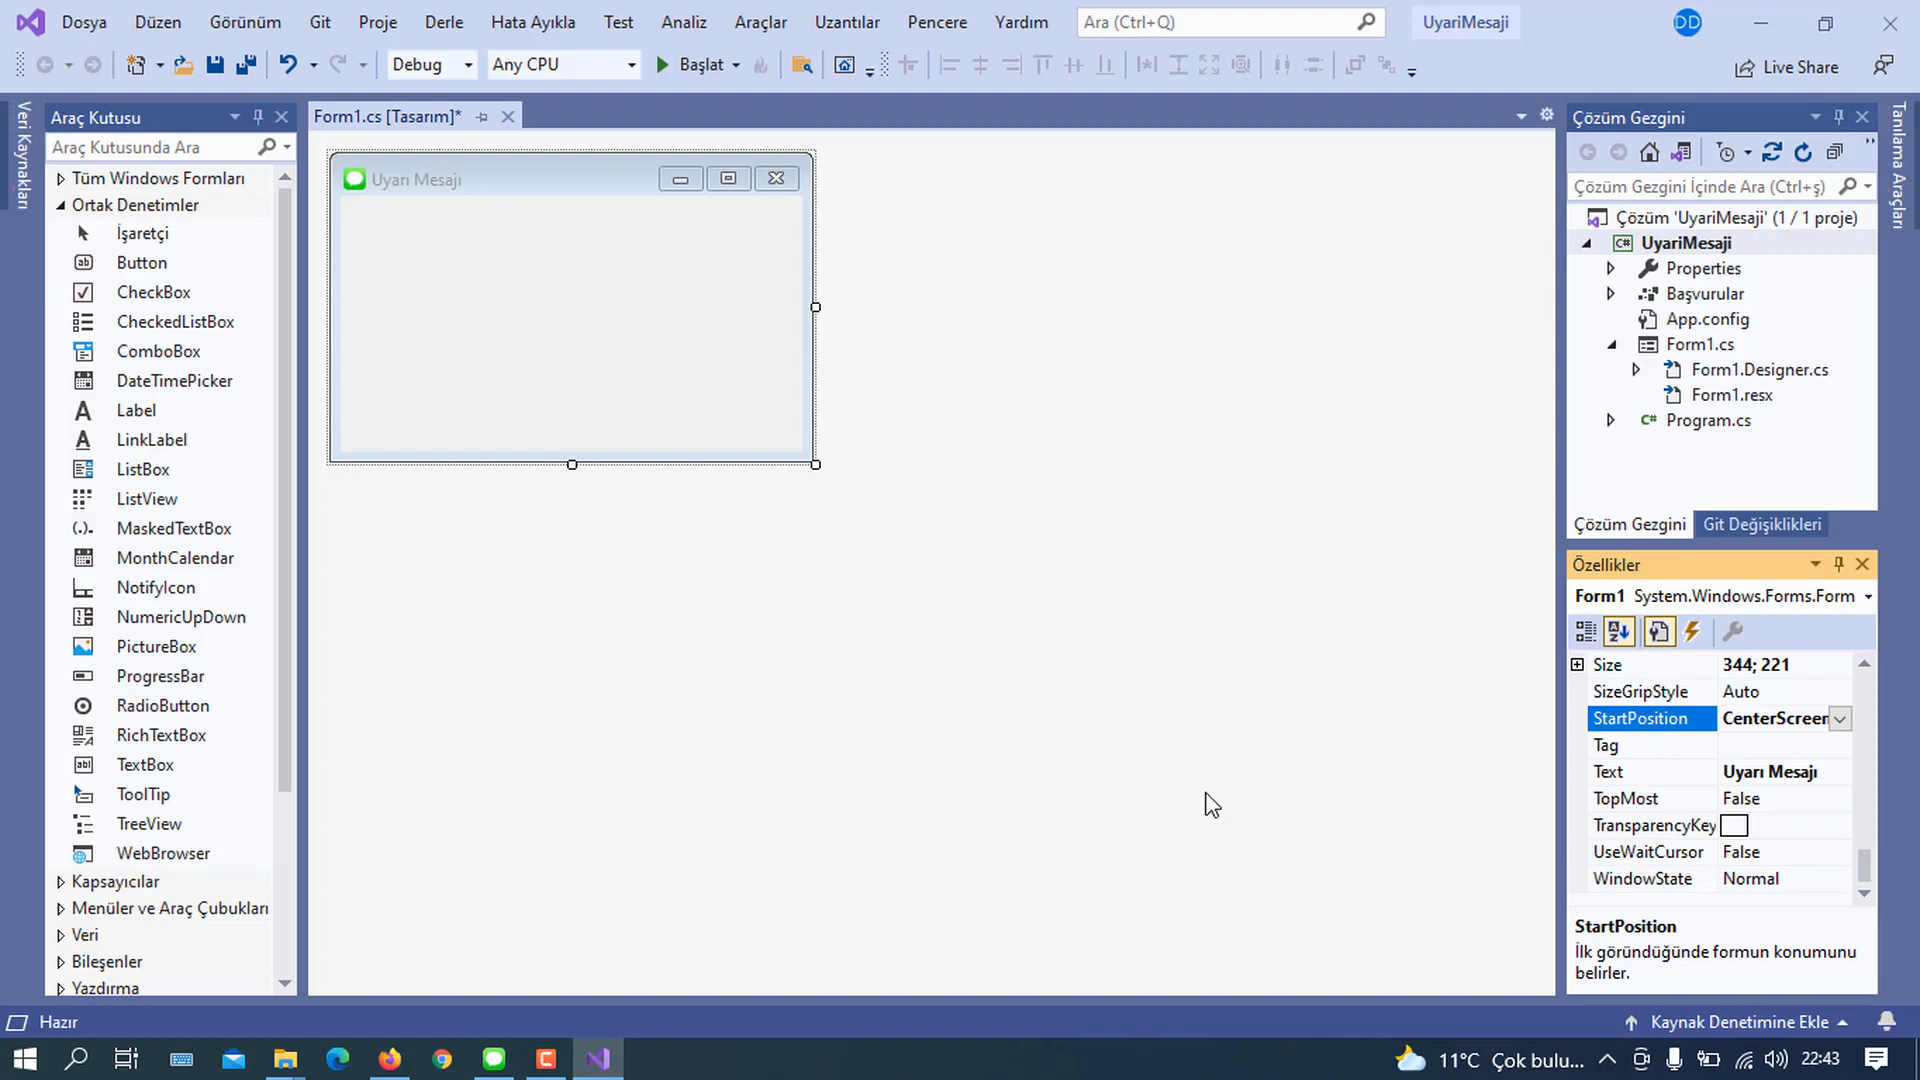 Dosya Düzen Görünüm Git Proje Derle Hata Ayıkla Test Analiz Araçlar Uzantılar Pencere Yardım Ara (Ctrl+Q) UyariMesaji DD
Debug Any CPU Başlat Live Share
Veri Kaynakları
Araç Kutusu
Araç Kutusunda Ara
Tüm Windows Formları
Ortak Denetimler
İşaretçi
Button
CheckBox
CheckedListBox
ComboBox
DateTimePicker
Label
LinkLabel
ListBox
ListView
MaskedTextBox
MonthCalendar
NotifyIcon
NumericUpDown
PictureBox
ProgressBar
RadioButton
RichTextBox
TextBox
ToolTip
TreeView
WebBrowser
Kapsayıcılar
Menüler ve Araç Çubukları
Veri
Bileşenler
Yazdırma
Form1.cs [Tasarım]*
Uyarı Mesajı
Çözüm Gezgini
Çözüm Gezgini İçinde Ara (Ctrl+ş)
Çözüm 'UyariMesaji' (1 / 1 proje)
UyariMesaji
Properties
Başvurular
App.config
Form1.cs
Form1.Designer.cs
Form1.resx
Program.cs
Çözüm Gezgini Git Değişiklikleri
Tanılama Araçları
Özellikler
Form1 System.Windows.Forms.Form
Size 344; 221
SizeGripStyle Auto
StartPosition CenterScreen
Tag
Text Uyarı Mesajı
TopMost False
TransparencyKey
UseWaitCursor False
WindowState Normal
StartPosition
İlk göründüğünde formun konumunu
belirler.
Hazır Kaynak Denetimine Ekle
11°C Çok bulu... 22:43